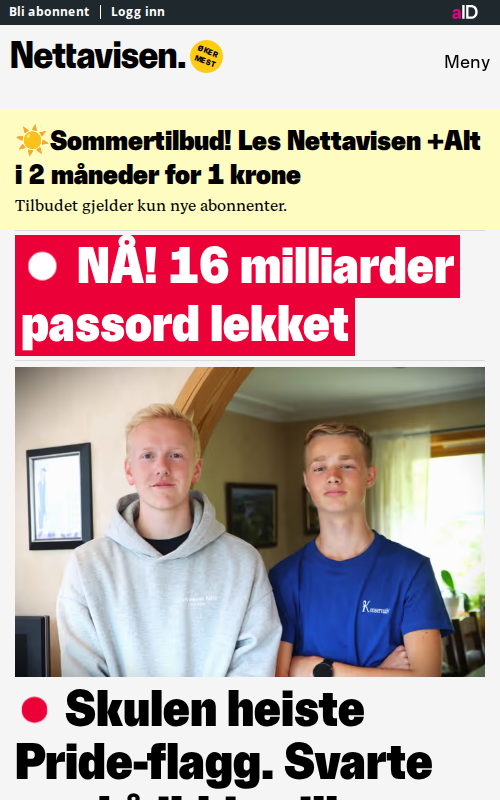 Bli abonnent | Logg inn
aID
Nettavisen.
ØKER
MEST
Meny
☀️Sommertilbud! Les Nettavisen +Alt
i 2 måneder for 1 krone
Tilbudet gjelder kun nye abonnenter.
NÅ! 16 milliarder
passord lekket
Skulen heiste
Pride-flagg. Svarte